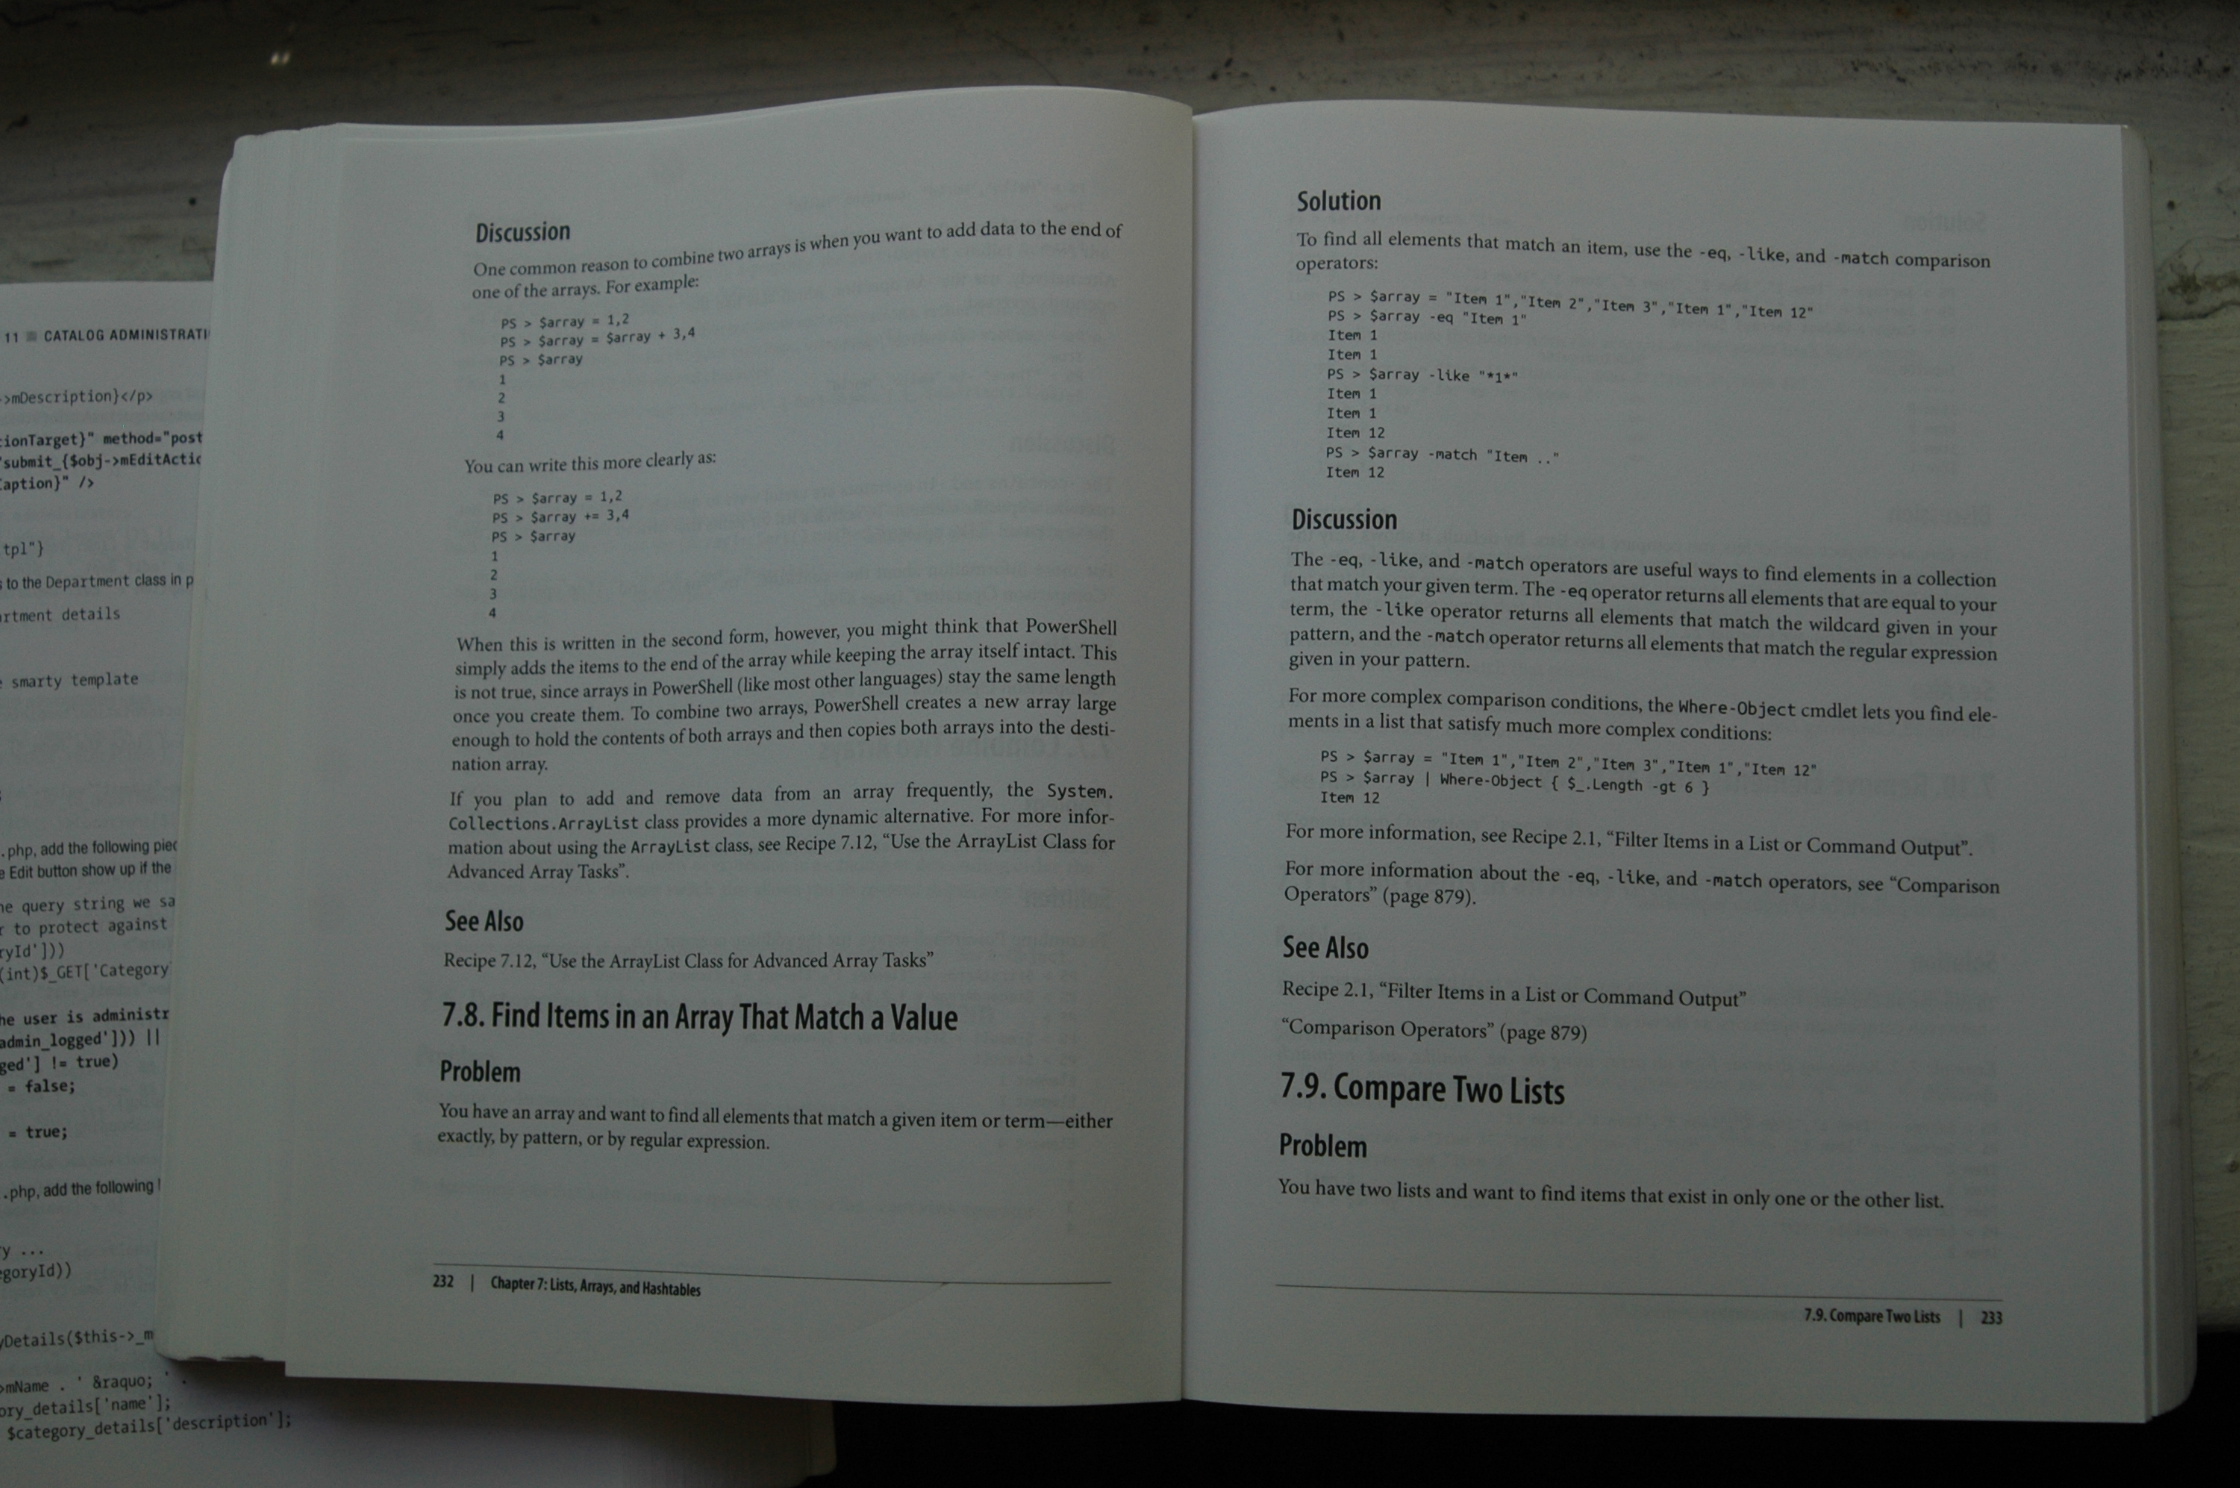 11 ■ CATALOG ADMINISTRATI
>mDescription}</p>
ionTarget}" method="post
submit_{$obj->mEditActic
aption}" />
tpl"}
to the Department class in p
rtment details
smarty template
.php, add the following piec
Edit button show up if the
he query string we sa
to protect against
ryId']))
(int)$_GET['Category
he user is administr
admin_logged'])) ||
ged'] != true)
= false;
= true;
.php, add the following l
y ...
egoryId))
yDetails($this->_m
>mName . ' &raquo; ' .
ory_details['name'];
$category_details['description'];
Discussion
One common reason to combine two arrays is when you want to add data to the end of
one of the arrays. For example:
PS > $array = 1,2
PS > $array = $array + 3,4
PS > $array
1
2
3
4
You can write this more clearly as:
PS > $array = 1,2
PS > $array += 3,4
PS > $array
1
2
3
4
When this is written in the second form, however, you might think that PowerShell
simply adds the items to the end of the array while keeping the array itself intact. This
is not true, since arrays in PowerShell (like most other languages) stay the same length
once you create them. To combine two arrays, PowerShell creates a new array large
enough to hold the contents of both arrays and then copies both arrays into the desti-
nation array.
If you plan to add and remove data from an array frequently, the System.
Collections.ArrayList class provides a more dynamic alternative. For more infor-
mation about using the ArrayList class, see Recipe 7.12, “Use the ArrayList Class for
Advanced Array Tasks”.
See Also
Recipe 7.12, “Use the ArrayList Class for Advanced Array Tasks”
7.8. Find Items in an Array That Match a Value
Problem
You have an array and want to find all elements that match a given item or term—either
exactly, by pattern, or by regular expression.
232 | Chapter 7: Lists, Arrays, and Hashtables
Solution
To find all elements that match an item, use the -eq, -like, and -match comparison
operators:
PS > $array = "Item 1","Item 2","Item 3","Item 1","Item 12"
PS > $array -eq "Item 1"
Item 1
Item 1
PS > $array -like "*1*"
Item 1
Item 1
Item 12
PS > $array -match "Item .."
Item 12
Discussion
The -eq, -like, and -match operators are useful ways to find elements in a collection
that match your given term. The -eq operator returns all elements that are equal to your
term, the -like operator returns all elements that match the wildcard given in your
pattern, and the -match operator returns all elements that match the regular expression
given in your pattern.
For more complex comparison conditions, the Where-Object cmdlet lets you find ele-
ments in a list that satisfy much more complex conditions:
PS > $array = "Item 1","Item 2","Item 3","Item 1","Item 12"
PS > $array | Where-Object { $_.Length -gt 6 }
Item 12
For more information, see Recipe 2.1, “Filter Items in a List or Command Output”.
For more information about the -eq, -like, and -match operators, see “Comparison
Operators” (page 879).
See Also
Recipe 2.1, “Filter Items in a List or Command Output”
“Comparison Operators” (page 879)
7.9. Compare Two Lists
Problem
You have two lists and want to find items that exist in only one or the other list.
7.9. Compare Two Lists | 233